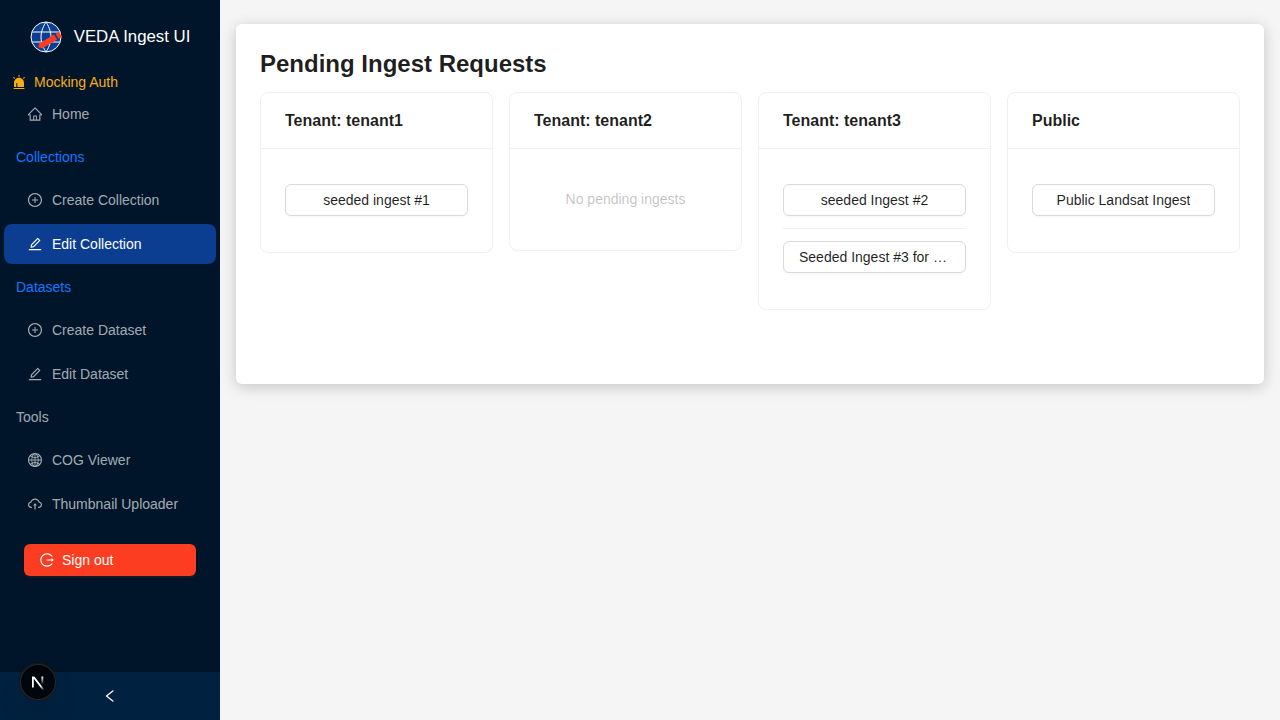 VEDA Ingest UI
Mocking Auth
Home
Collections
Create Collection
Edit Collection
Datasets
Create Dataset
Edit Dataset
Tools
COG Viewer
Thumbnail Uploader
Sign out
N
Pending Ingest Requests
Tenant: tenant1
seeded ingest #1
Tenant: tenant2
No pending ingests
Tenant: tenant3
seeded Ingest #2
Seeded Ingest #3 for …
Public
Public Landsat Ingest